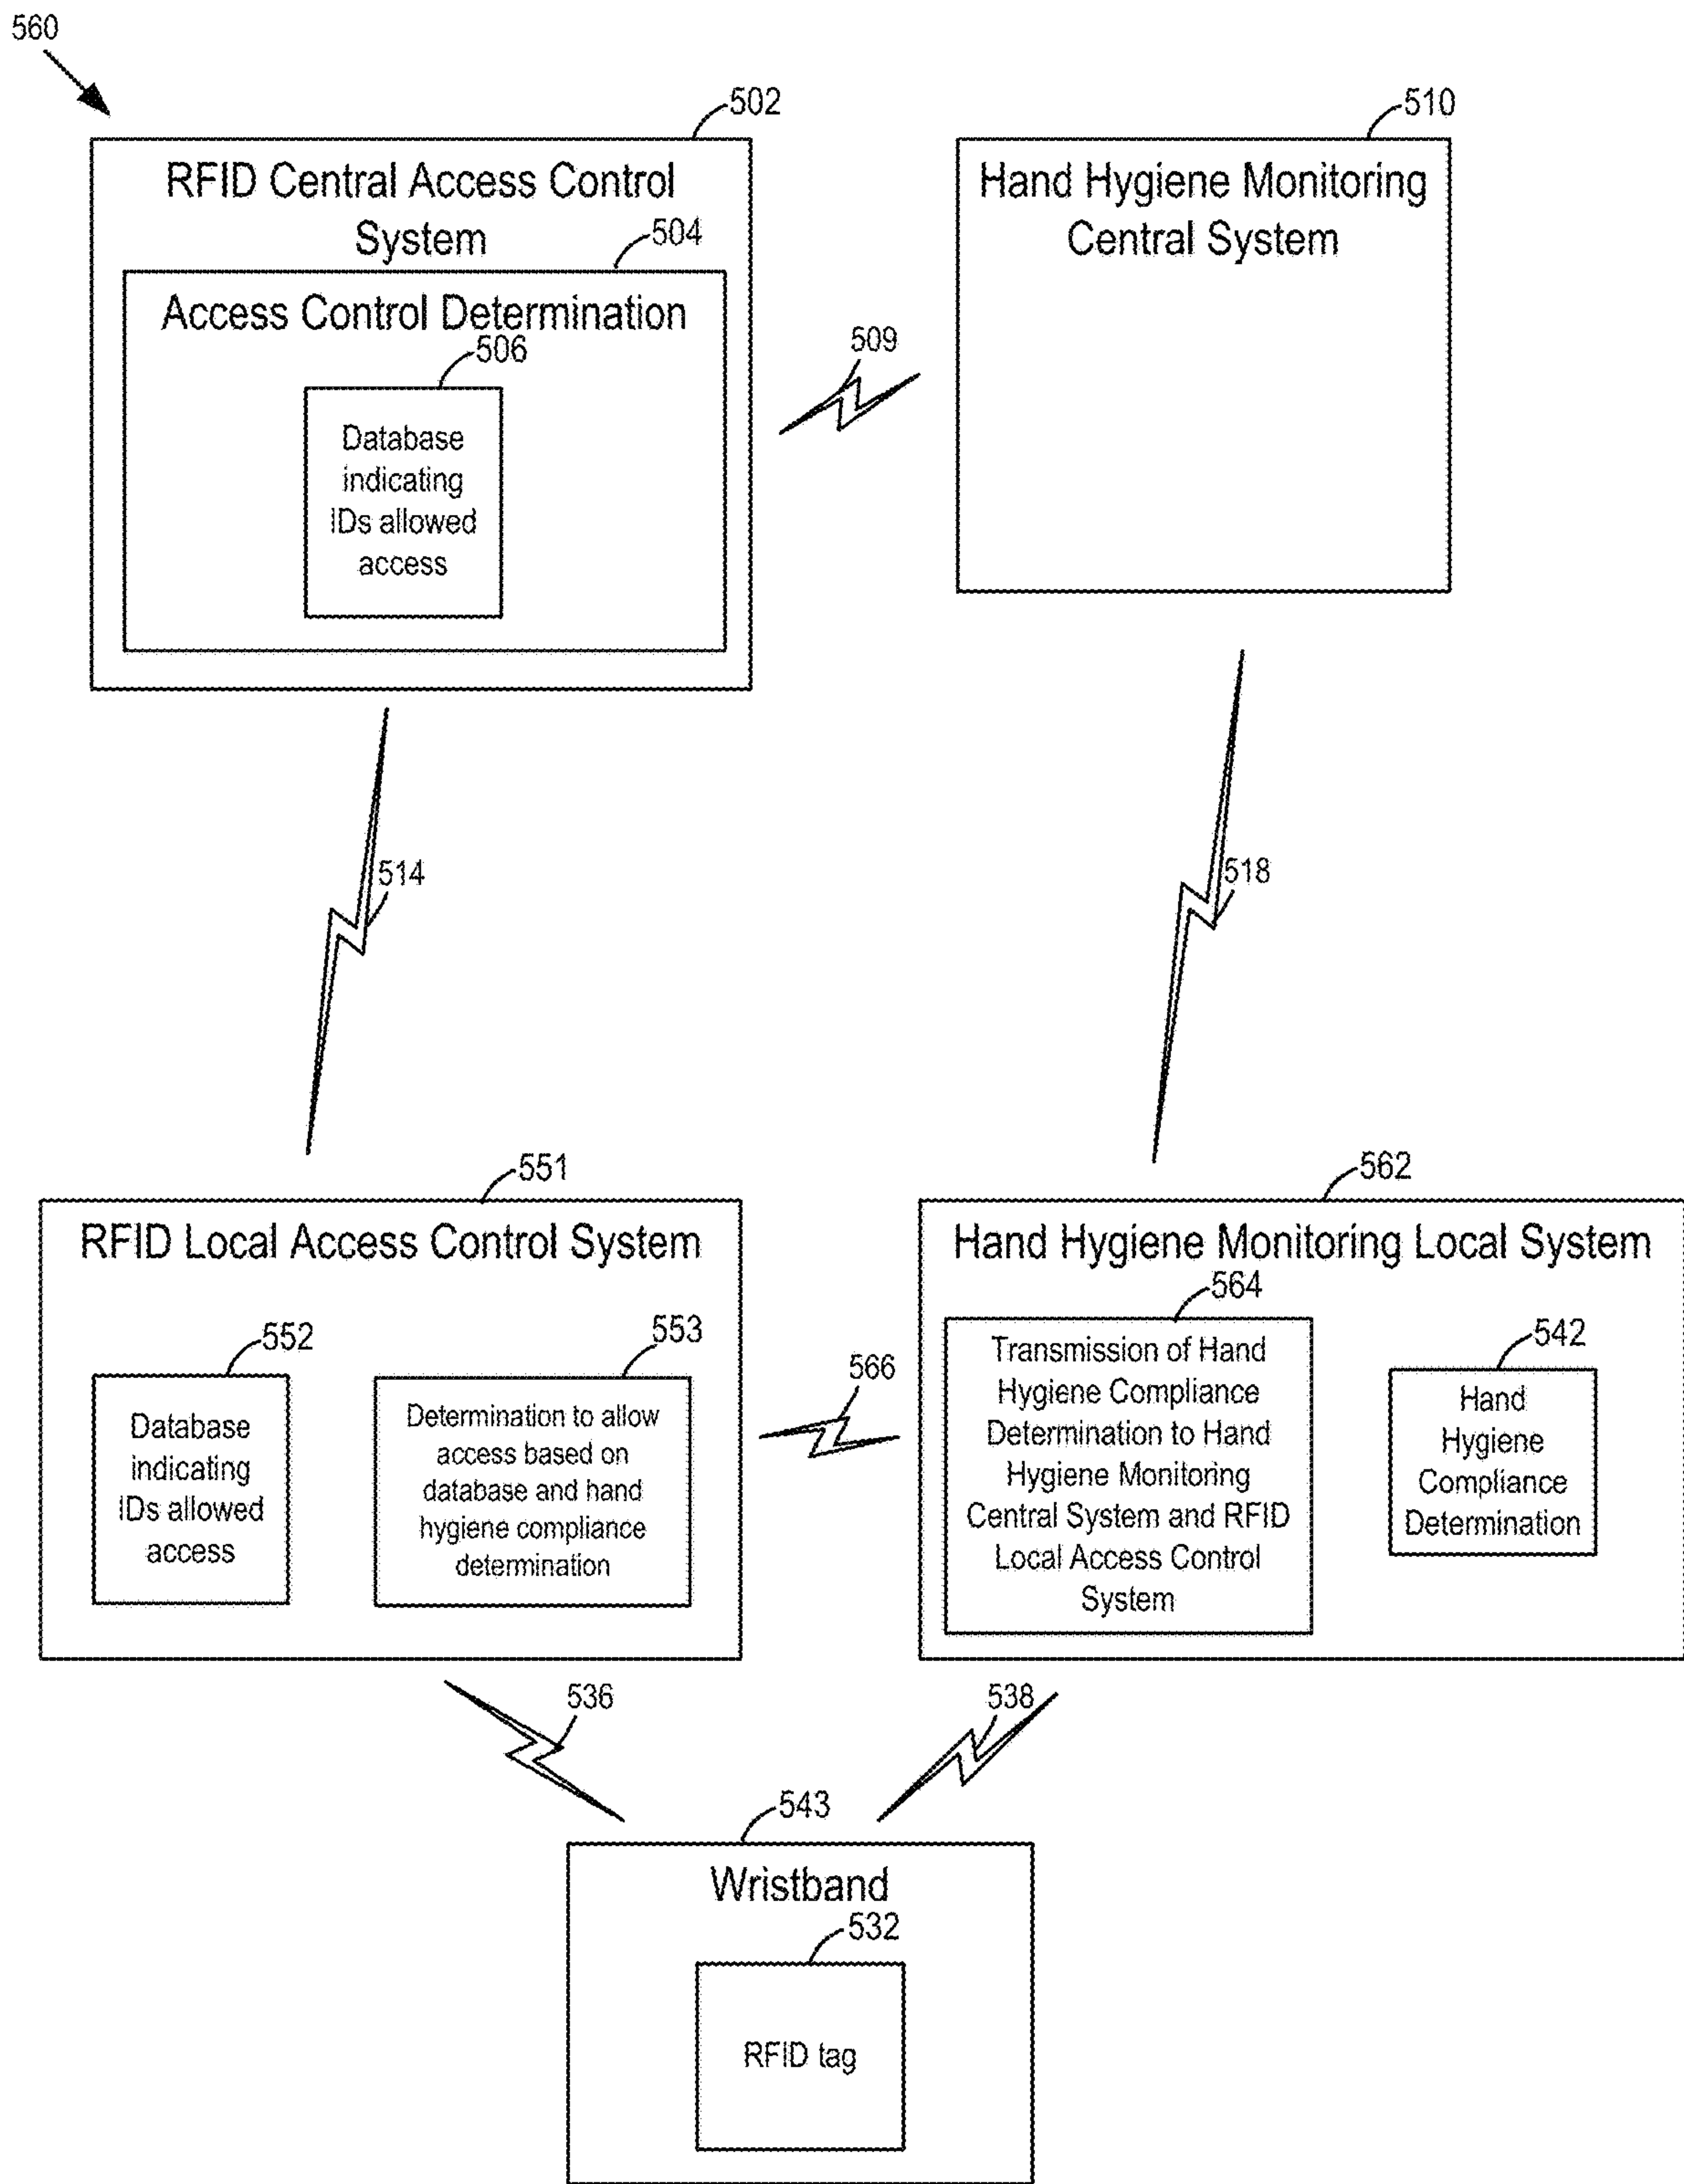 560
502
RFID Central Access Control
System
504
Access Control Determination
506
Database
indicating
IDs allowed
access
509
510
Hand Hygiene Monitoring
Central System
514
518
551
RFID Local Access Control System
552
Database
indicating
IDs allowed
access
553
Determination to allow
access based on
database and hand
hygiene compliance
determination
566
562
Hand Hygiene Monitoring Local System
564
Transmission of Hand
Hygiene Compliance
Determination to Hand
Hygiene Monitoring
Central System and RFID
Local Access Control
System
542
Hand
Hygiene
Compliance
Determination
536
538
543
Wristband
532
RFID tag